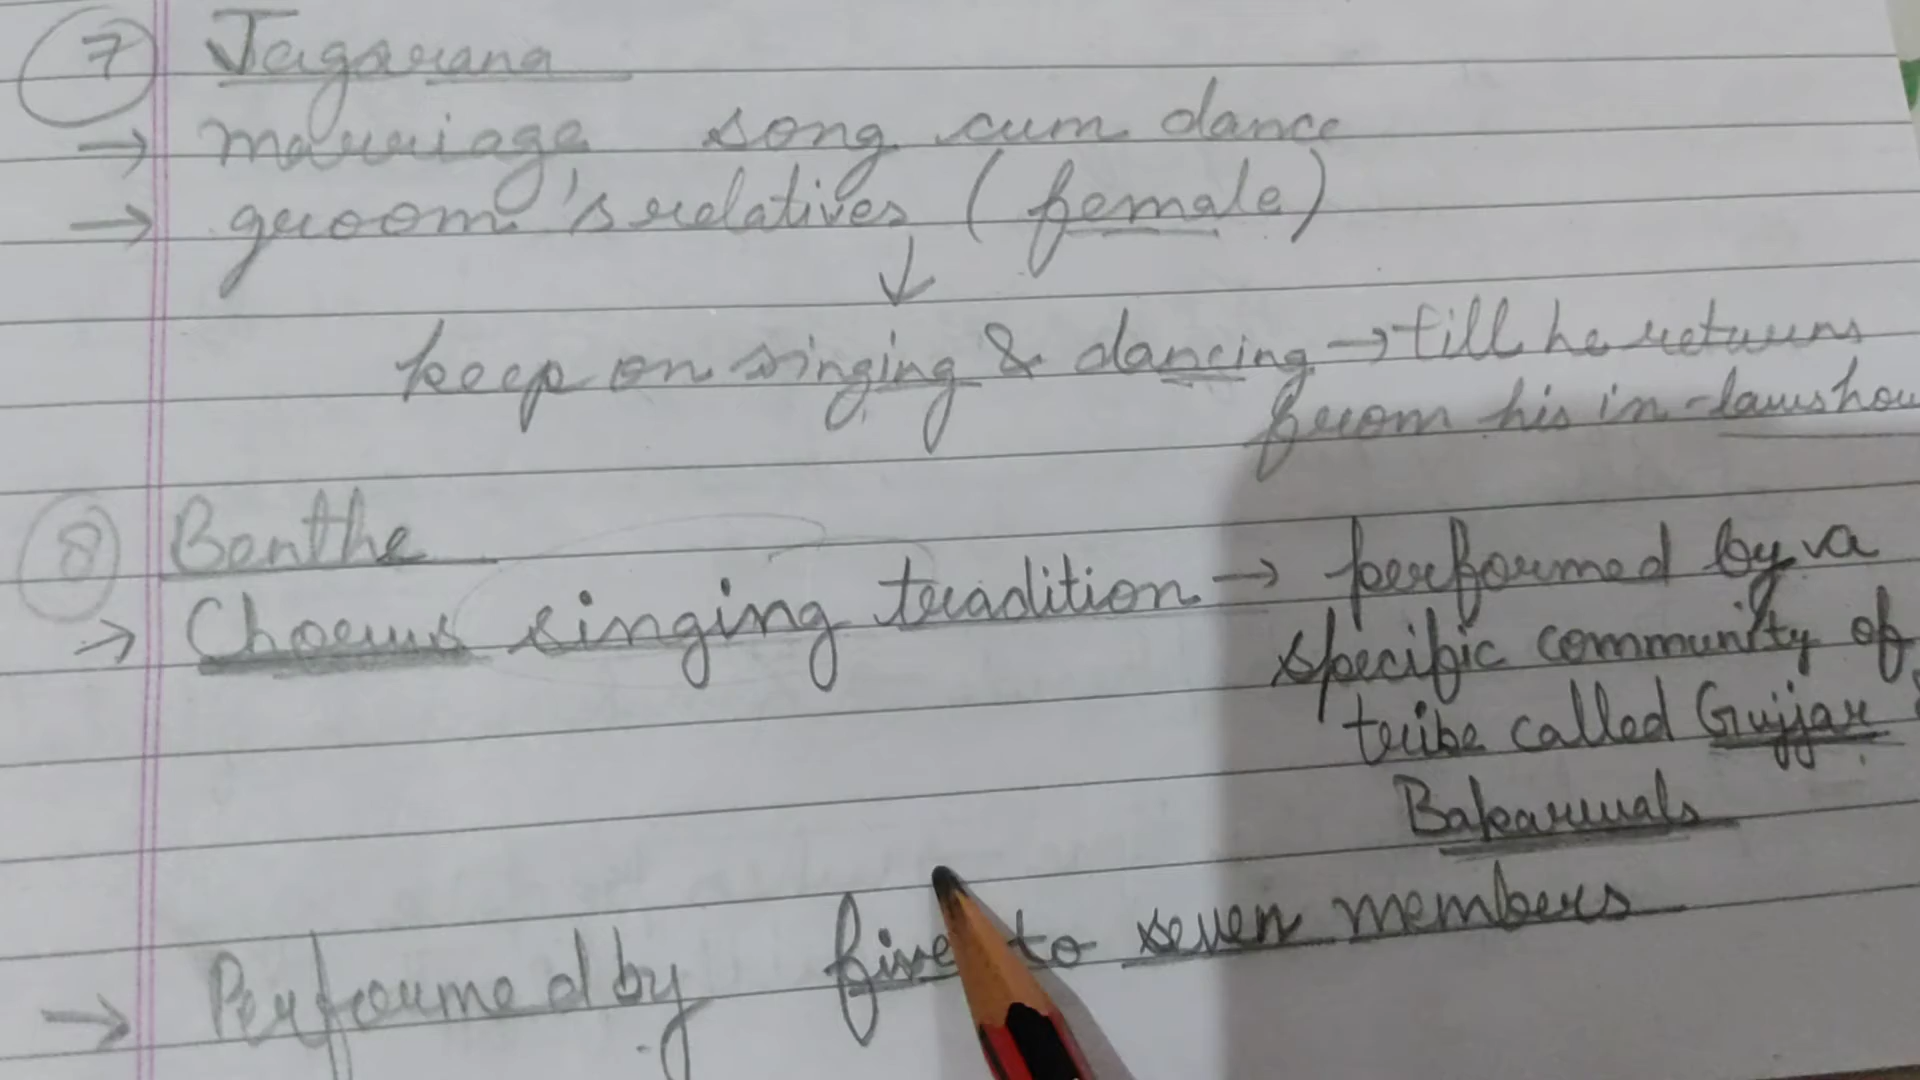 7 Jagarana
→ marriage song cum dance
→ groom's relatives (female)
↓
keep on singing & dancing → till he returns
from his in-laws hou
8 Benthe
→ Chorus singing tradition → performed by a
specific community of
tribe called Gujjar
Bakarwals
→ Performed by five to seven members